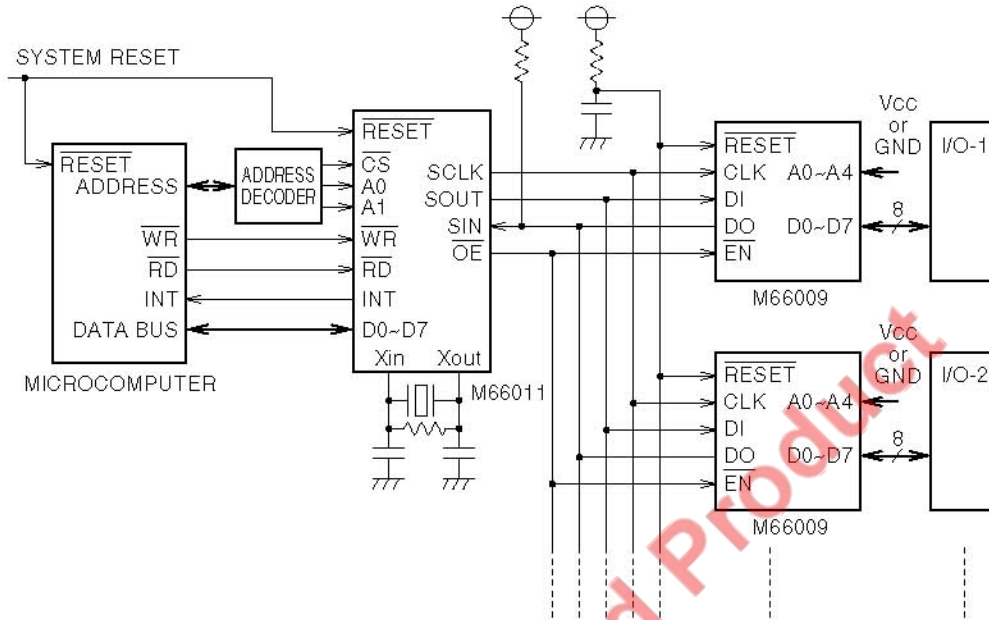 SYSTEM RESET
RESET
ADDRESS
WR
RD
INT
DATA BUS
MICROCOMPUTER
ADDRESS
DECODER
RESET
CS
A0
A1
WR
RD
INT
D0~D7
Xin Xout
SCLK
SOUT
SIN
OE
M66011
RESET
CLK A0~A4
DI
DO D0~D7
EN
M66009
Vcc
or
GND
8
I/O-1
RESET
CLK A0~A4
DI
DO D0~D7
EN
M66009
Vcc
or
GND
8
I/O-2
d Product